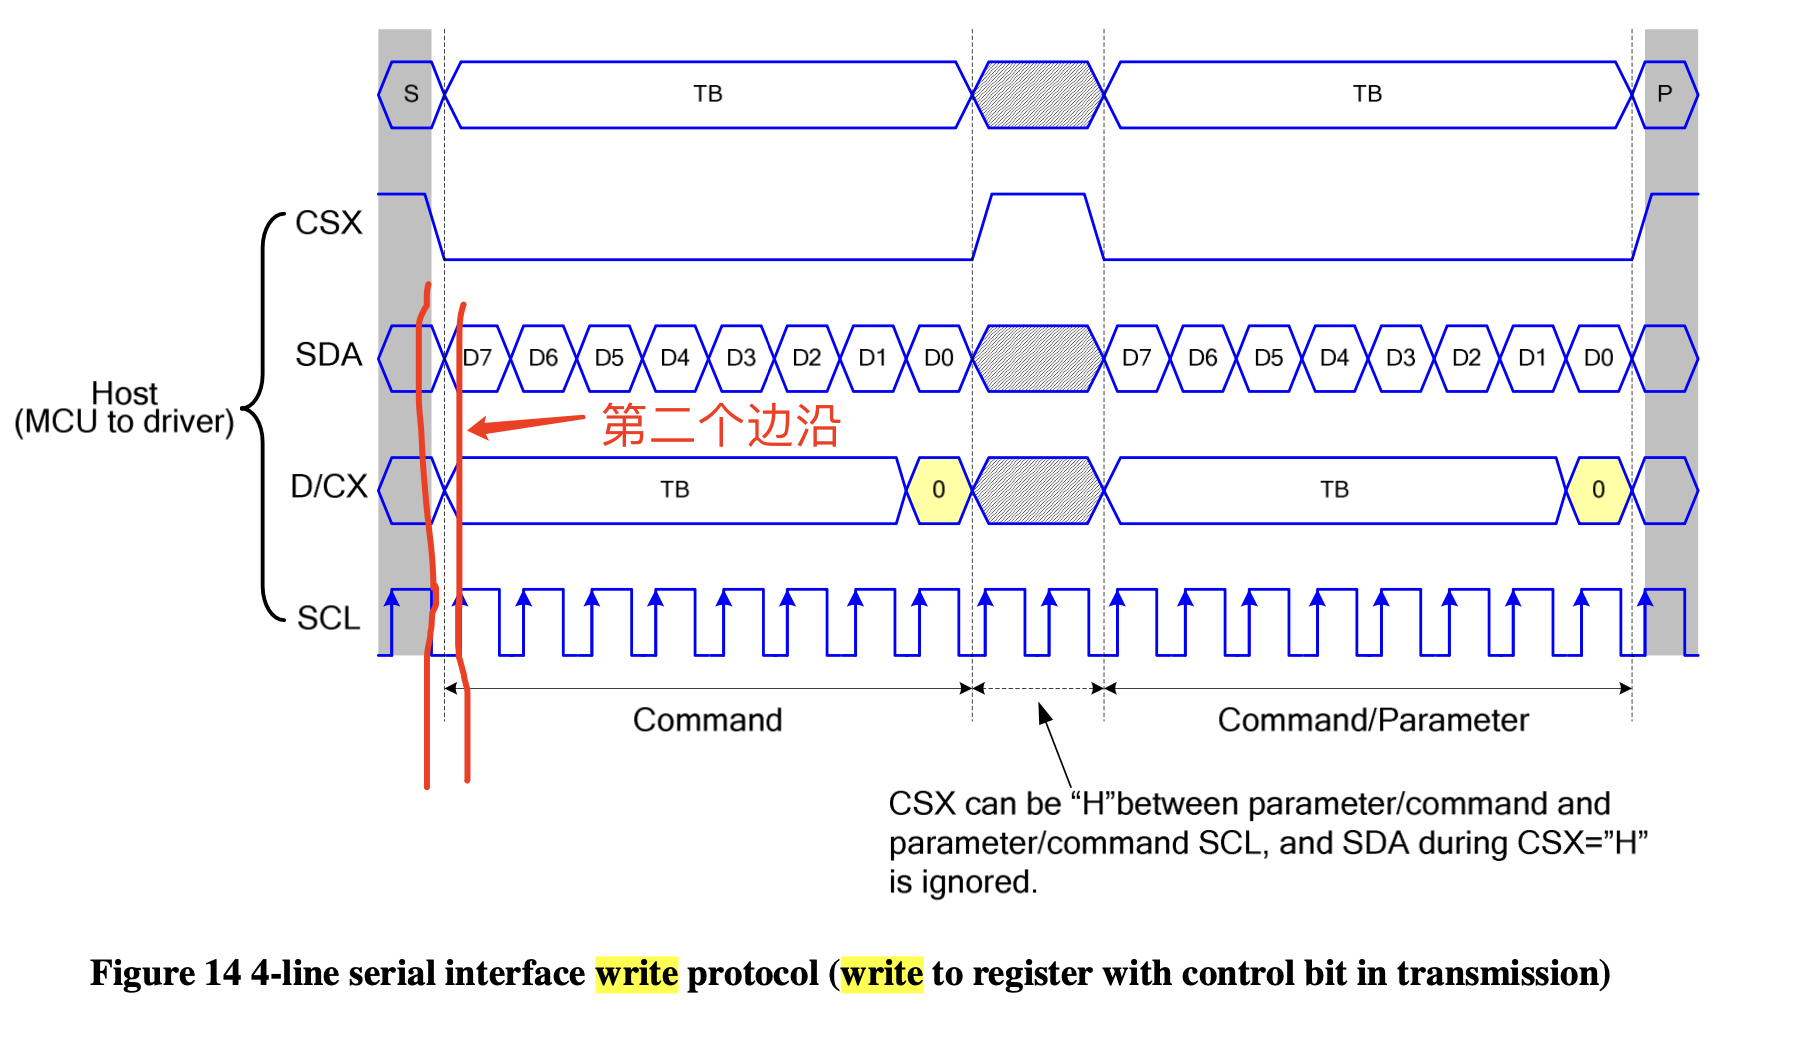 S TB TB P
CSX
SDA D7 D6 D5 D4 D3 D2 D1 D0 D7 D6 D5 D4 D3 D2 D1 D0
Host
(MCU to driver)
第二个边沿
D/CX TB 0 TB 0
SCL
Command Command/Parameter
CSX can be “H”between parameter/command and
parameter/command SCL, and SDA during CSX=”H”
is ignored.
Figure 14 4-line serial interface write protocol (write to register with control bit in transmission)